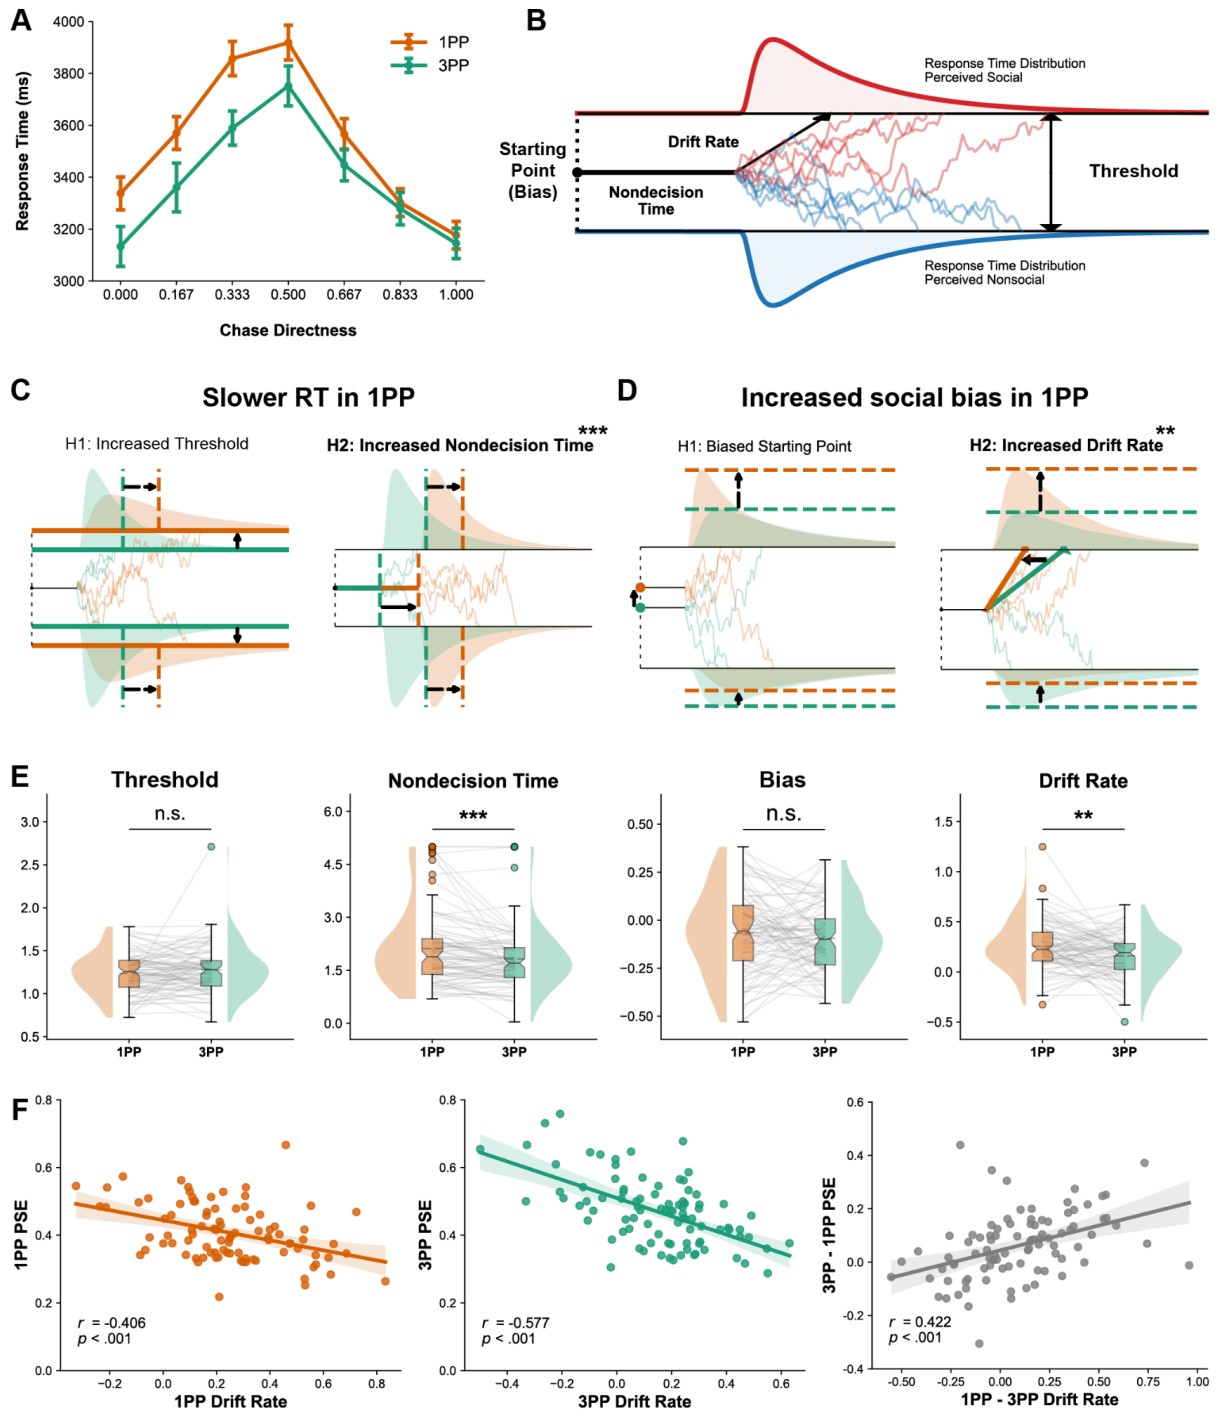 A
4000
3800
3600
3400
3200
3000
Response Time (ms)
1PP
3PP
0.000 0.167 0.333 0.500 0.667 0.833 1.000
Chase Directness
B
Response Time Distribution
Perceived Social
Drift Rate
Starting
Point
(Bias)
Nondecision
Time
Threshold
Response Time Distribution
Perceived Nonsocial
C
Slower RT in 1PP
H1: Increased Threshold
H2: Increased Nondecision Time ***
D
Increased social bias in 1PP
H1: Biased Starting Point
H2: Increased Drift Rate **
E
Threshold
n.s.
3.0
2.5
2.0
1.5
1.0
0.5
1PP 3PP
Nondecision Time
***
6.0
4.5
3.0
1.5
0.0
1PP 3PP
Bias
n.s.
0.50
0.25
0.00
−0.25
−0.50
1PP 3PP
Drift Rate
**
1.5
1.0
0.5
0.0
−0.5
1PP 3PP
F
0.8
0.6
0.4
0.2
0.0
1PP PSE
r = -0.406
p < .001
−0.2 0.0 0.2 0.4 0.6 0.8
1PP Drift Rate
0.8
0.6
0.4
0.2
0.0
3PP PSE
r = -0.577
p < .001
−0.4 −0.2 0.0 0.2 0.4 0.6
3PP Drift Rate
0.6
0.4
0.2
0.0
-0.2
-0.4
3PP - 1PP PSE
r = 0.422
p < .001
-0.50 -0.25 0.00 0.25 0.50 0.75 1.00
1PP - 3PP Drift Rate